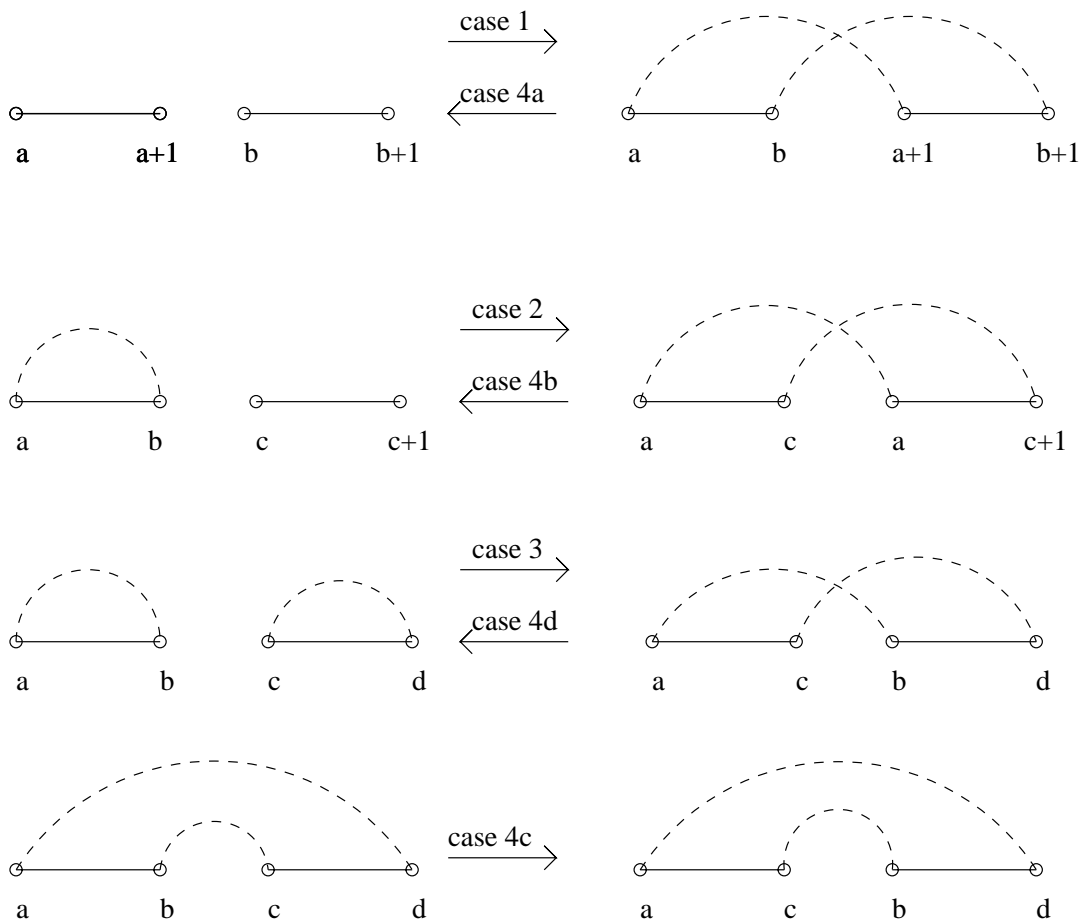 case 1
case 4a
a a+1 b b+1 a b a+1 b+1
case 2
case 4b
a b c c+1 a c a c+1
case 3
case 4d
a b c d a c b d
case 4c
a b c d a c b d